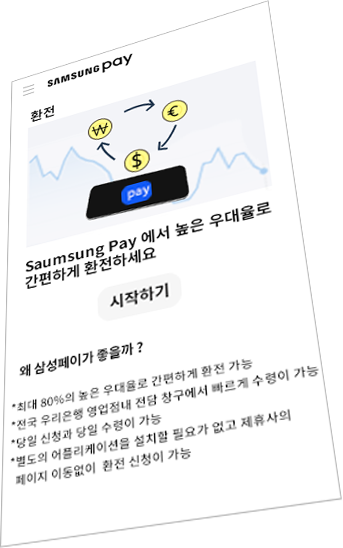 SAMSUNG pay
환전
₩
€
$
pay
Saumsung Pay 에서 높은 우대율로
간편하게 환전하세요
시작하기
왜 삼성페이가 좋을까 ?
*최대 80%의 높은 우대율로 간편하게 환전 가능
*전국 우리은행 영업점내 전담 창구에서 빠르게 수령이 가능
*당일 신청과 당일 수령이 가능
*별도의 어플리케이션을 설치할 필요가 없고 제휴사의
페이지 이동없이 환전 신청이 가능